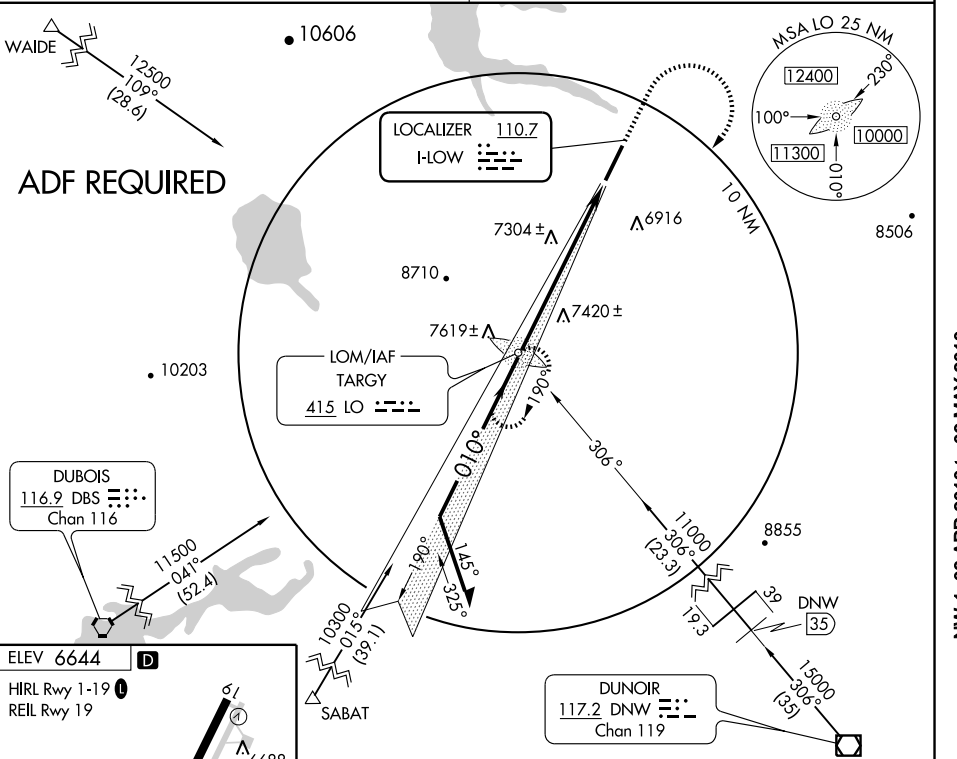 WAIDE
12500
109°
(28.6)
10606
MSA LO 25 NM
12400
230°
100°
10000
11300
010°
8506
LOCALIZER 110.7
I-LOW
ADF REQUIRED
10 NM
7304 ±
6916
8710
7420 ±
7619±
10203
LOM/IAF
TARGY
415 LO
190°
010°
306°
DUBOIS
116.9 DBS
Chan 116
11500
041°
(52.4)
190°
145°
325°
11000
306°
(23.3)
8855
39
19.3
DNW
35
10300
015°
(39.1)
SABAT
15000
306°
(35)
DUNOIR
117.2 DNW
Chan 119
ELEV 6644
D
HIRL Rwy 1-19 L
REIL Rwy 19
19